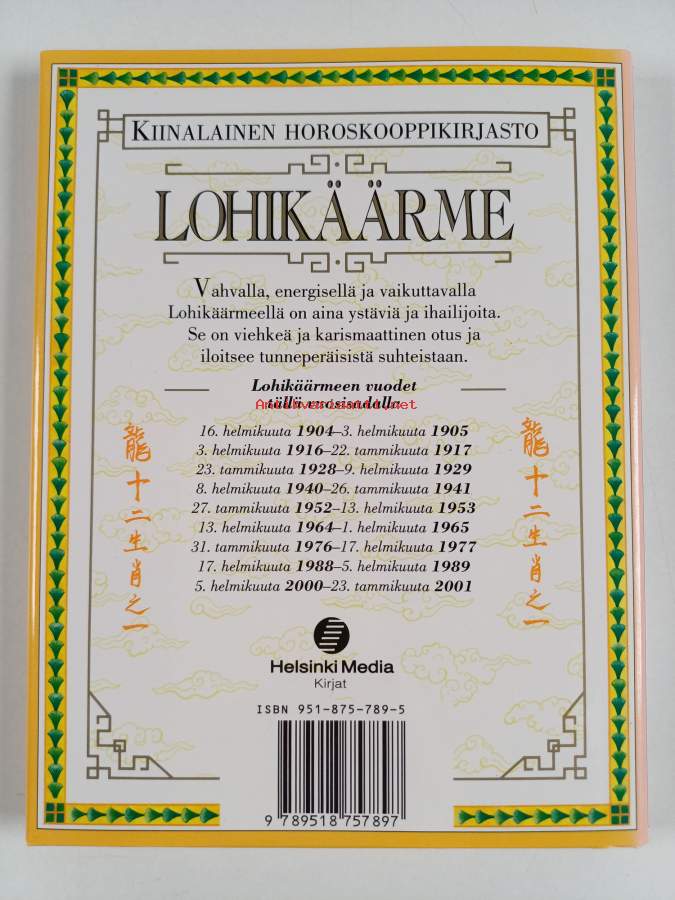 KIINALAINEN HOROSKOOPPIKIRJASTO
LOHIKÄÄRME
Vahvalla, energisellä ja vaikuttavalla
Lohikäärmeellä on aina ystäviä ja ihailijoita.
Se on viehkeä ja karismaattinen otus ja
iloitsee tunneperäisistä suhteistaan.
Lohikäärmeen vuodet
tällä vuosisadalla
Antikvariaatti.net
16. helmikuuta 1904–3. helmikuuta 1905
3. helmikuuta 1916–22. tammikuuta 1917
23. tammikuuta 1928–9. helmikuuta 1929
8. helmikuuta 1940–26. tammikuuta 1941
27. tammikuuta 1952–13. helmikuuta 1953
13. helmikuuta 1964–1. helmikuuta 1965
31. tammikuuta 1976–17. helmikuuta 1977
17. helmikuuta 1988–5. helmikuuta 1989
5. helmikuuta 2000–23. tammikuuta 2001
龍十二生肖之一
龍十二生肖之一
Helsinki Media
Kirjat
ISBN 951-875-789-5
9 789518 757897